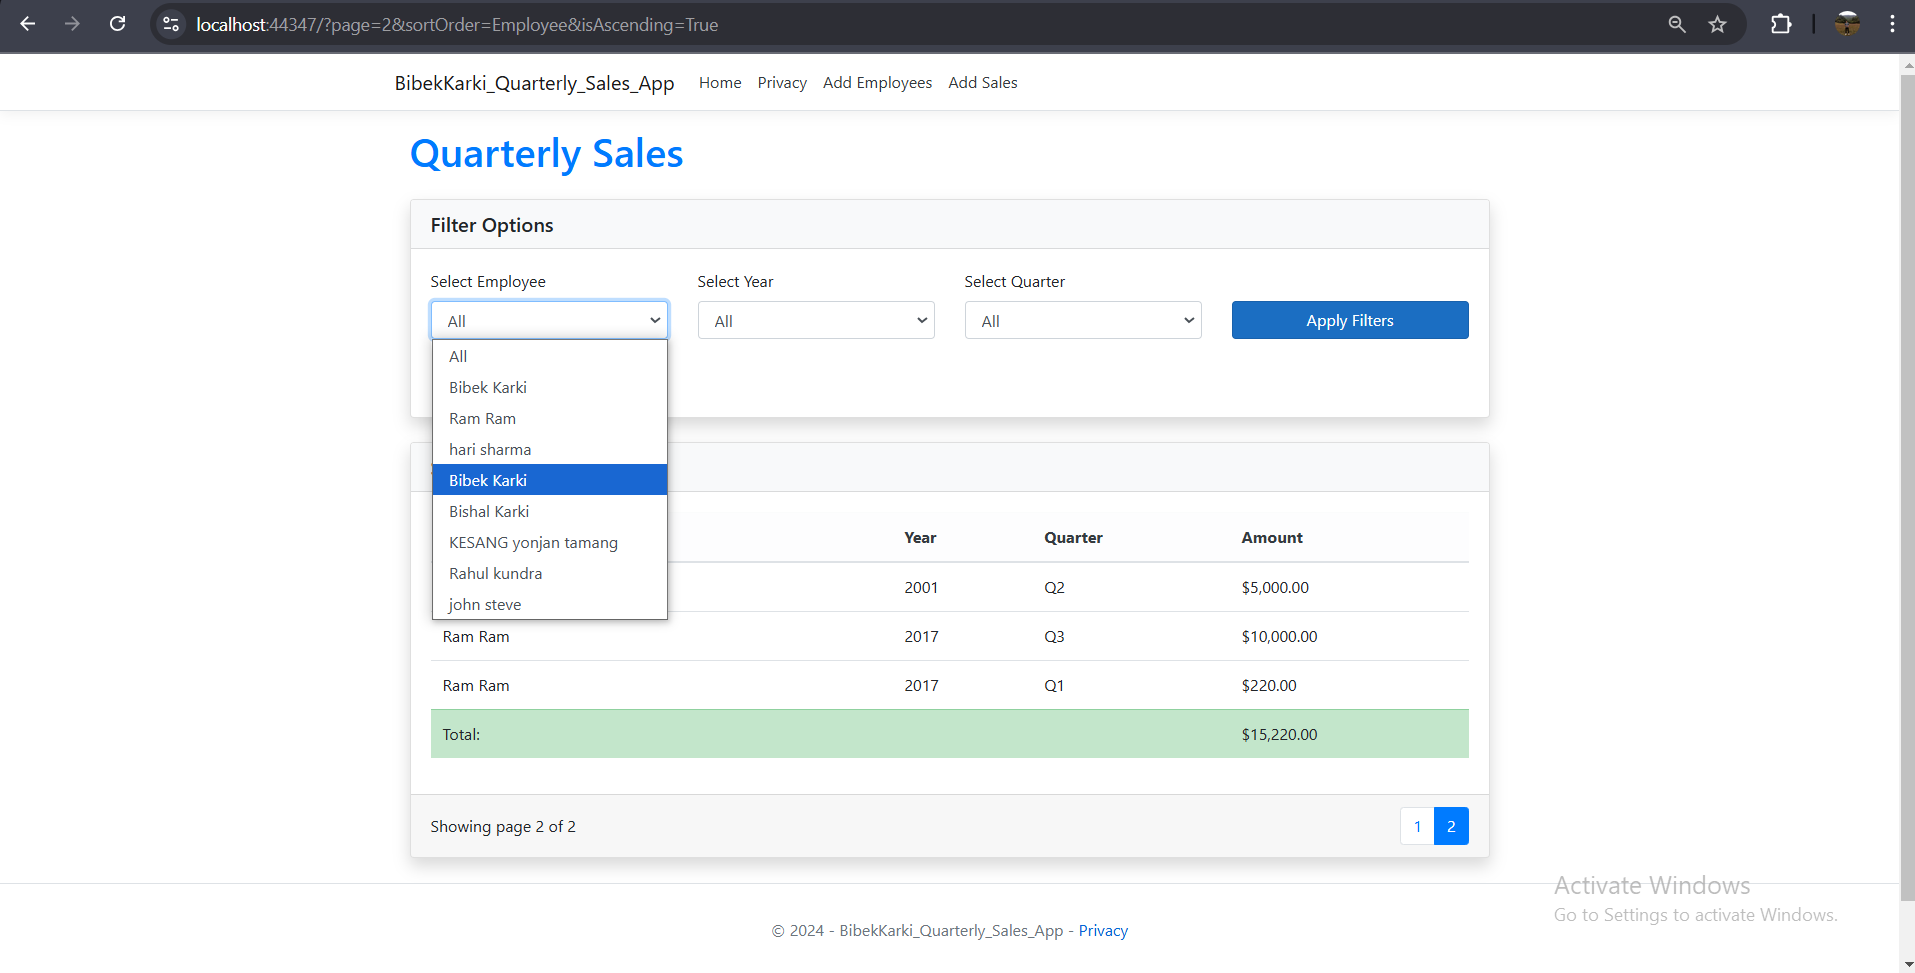 localhost:44347/?page=2&sortOrder=Employee&isAscending=True
BibekKarki_Quarterly_Sales_App Home Privacy Add Employees Add Sales
Quarterly Sales
Filter Options
Select Employee Select Year Select Quarter
All All All Apply Filters
All
Bibek Karki
Ram Ram
hari sharma
Bibek Karki
Bishal Karki
KESANG yonjan tamang
Rahul kundra
john steve
Year Quarter Amount
2001 Q2 $5,000.00
Ram Ram 2017 Q3 $10,000.00
Ram Ram 2017 Q1 $220.00
Total: $15,220.00
Showing page 2 of 2 1 2
Activate Windows
Go to Settings to activate Windows.
© 2024 - BibekKarki_Quarterly_Sales_App - Privacy